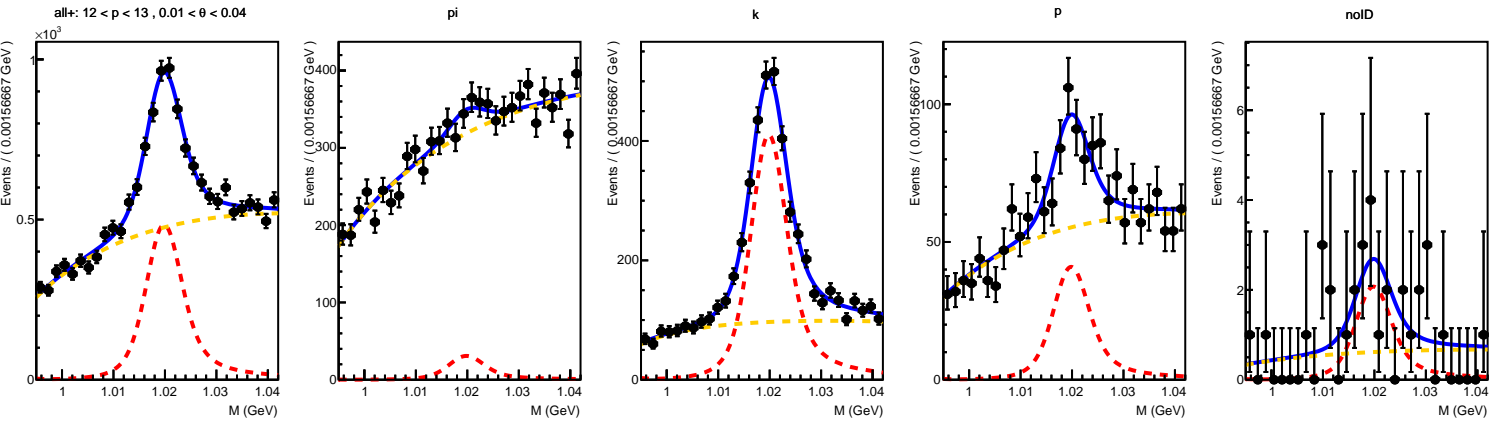 all+: 12 < p < 13 , 0.01 < θ < 0.04
×10³
Events / ( 0.00156667 GeV )
1
0.5
0
1 1.01 1.02 1.03 1.04
M (GeV)
pi
Events / ( 0.00156667 GeV )
400
300
200
100
0
1 1.01 1.02 1.03 1.04
M (GeV)
k
Events / ( 0.00156667 GeV )
400
200
0
1 1.01 1.02 1.03 1.04
M (GeV)
p
Events / ( 0.00156667 GeV )
100
50
0
1 1.01 1.02 1.03 1.04
M (GeV)
noID
Events / ( 0.00156667 GeV )
6
4
2
0
1 1.01 1.02 1.03 1.04
M (GeV)